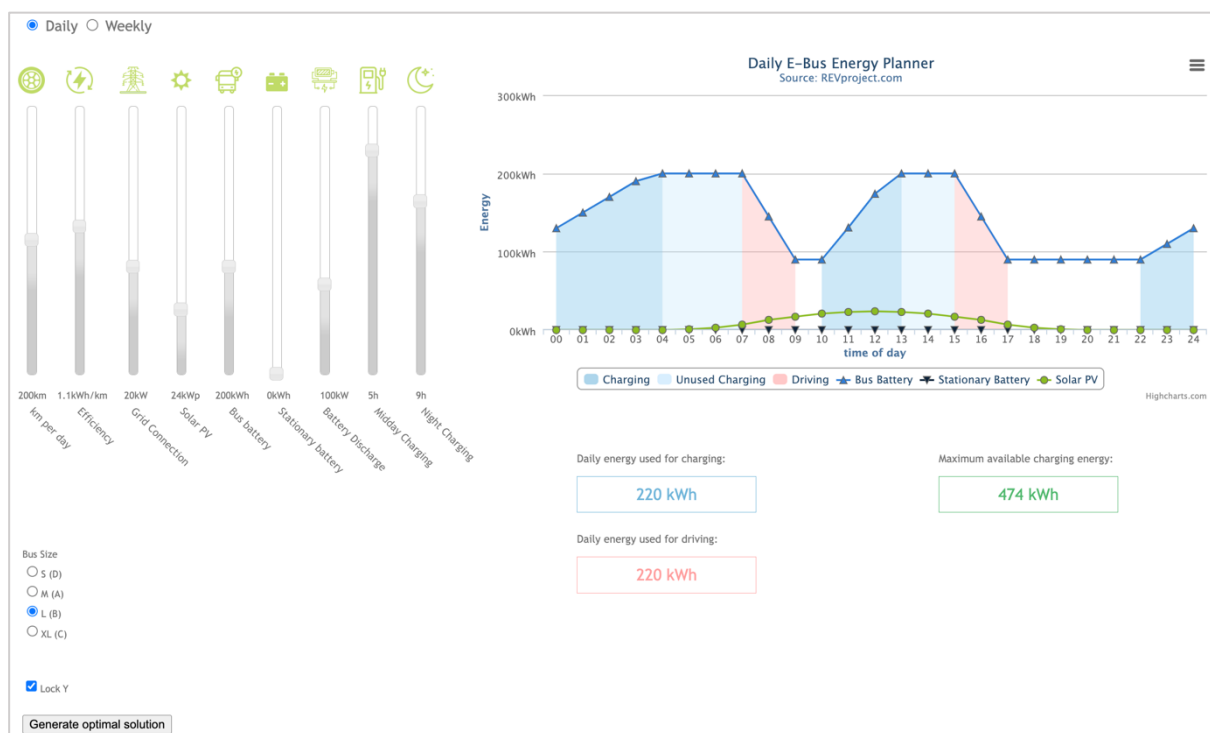 Daily Weekly
Daily E-Bus Energy Planner
Source: REVproject.com
300kWh
200kWh
100kWh
0kWh
Energy
00 01 02 03 04 05 06 07 08 09 10 11 12 13 14 15 16 17 18 19 20 21 22 23 24
time of day
Charging Unused Charging Driving Bus Battery Stationary Battery Solar PV
Highcharts.com
200km 1.1kWh/km 20kW 24kWp 200kWh 0kWh 100kW 5h 9h
km per day
Efficiency
Grid Connection
Solar PV
Bus battery
Stationary battery
Battery Discharge
Midday Charging
Night Charging
Daily energy used for charging:
220 kWh
Maximum available charging energy:
474 kWh
Daily energy used for driving:
220 kWh
Bus Size
S (D)
M (A)
L (B)
XL (C)
Lock Y
Generate optimal solution